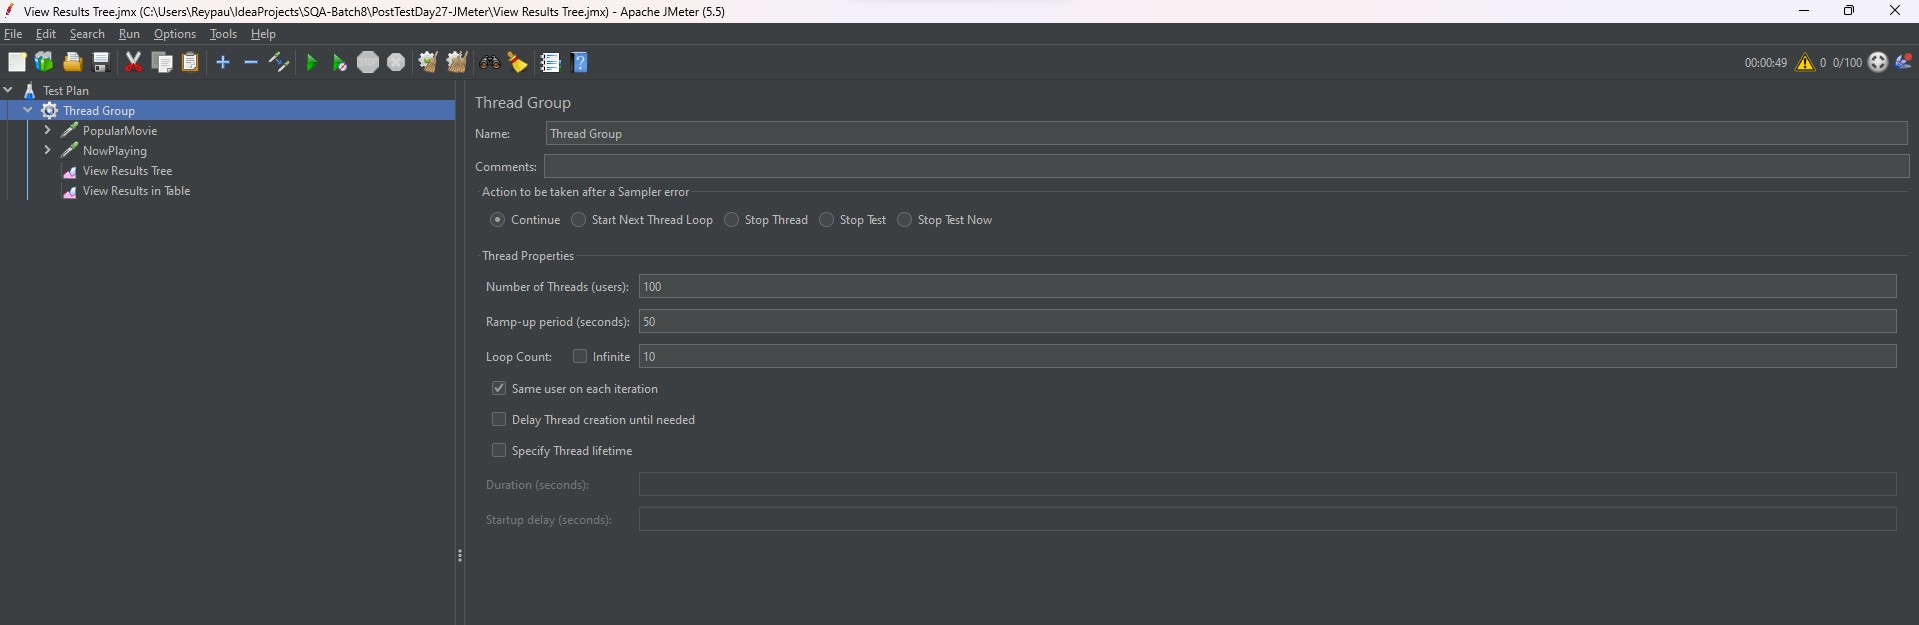 View Results Tree.jmx (C:\Users\Reypau\IdeaProjects\SQA-Batch8\PostTestDay27-JMeter\View Results Tree.jmx) - Apache JMeter (5.5)
File Edit Search Run Options Tools Help
STOP ? 00:00:49 0 0/100
Test Plan
Thread Group
PopularMovie
NowPlaying
View Results Tree
View Results in Table
Thread Group
Name: Thread Group
Comments:
Action to be taken after a Sampler error
Continue Start Next Thread Loop Stop Thread Stop Test Stop Test Now
Thread Properties
Number of Threads (users): 100
Ramp-up period (seconds): 50
Loop Count: Infinite 10
Same user on each iteration
Delay Thread creation until needed
Specify Thread lifetime
Duration (seconds):
Startup delay (seconds):